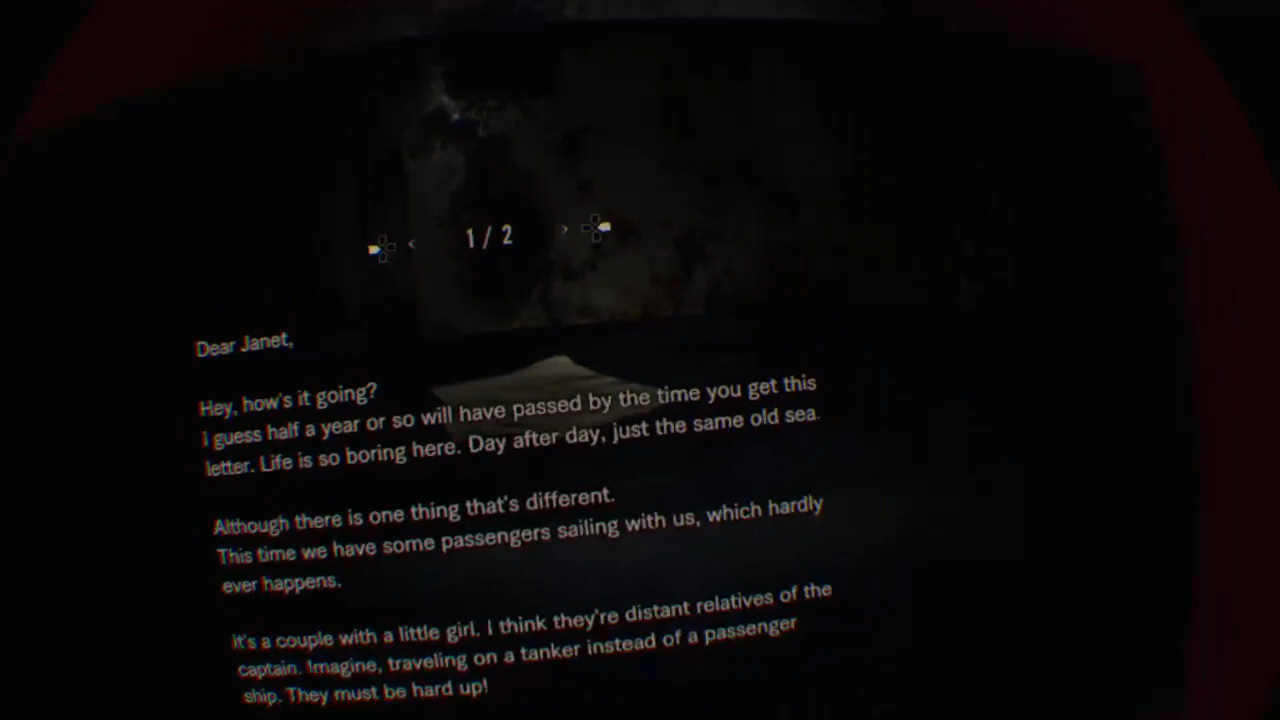 < 1 / 2 >
Dear Janet,
Hey, how's it going?
I guess half a year or so will have passed by the time you get this
letter. Life is so boring here. Day after day, just the same old sea.
Although there is one thing that's different.
This time we have some passengers sailing with us, which hardly
ever happens.
It's a couple with a little girl. I think they're distant relatives of the
captain. Imagine, traveling on a tanker instead of a passenger
ship. They must be hard up!